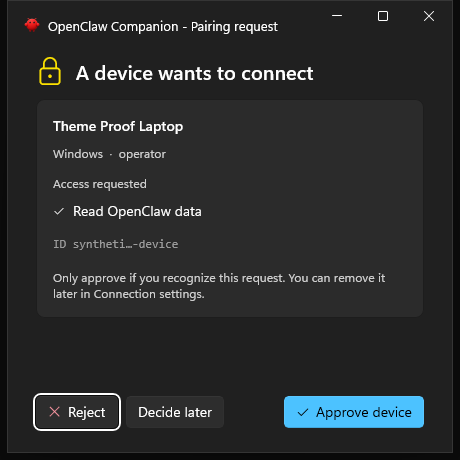 OpenClaw Companion - Pairing request
A device wants to connect
Theme Proof Laptop
Windows · operator
Access requested
Read OpenClaw data
ID syntheti…-device
Only approve if you recognize this request. You can remove it
later in Connection settings.
Reject
Decide later
Approve device